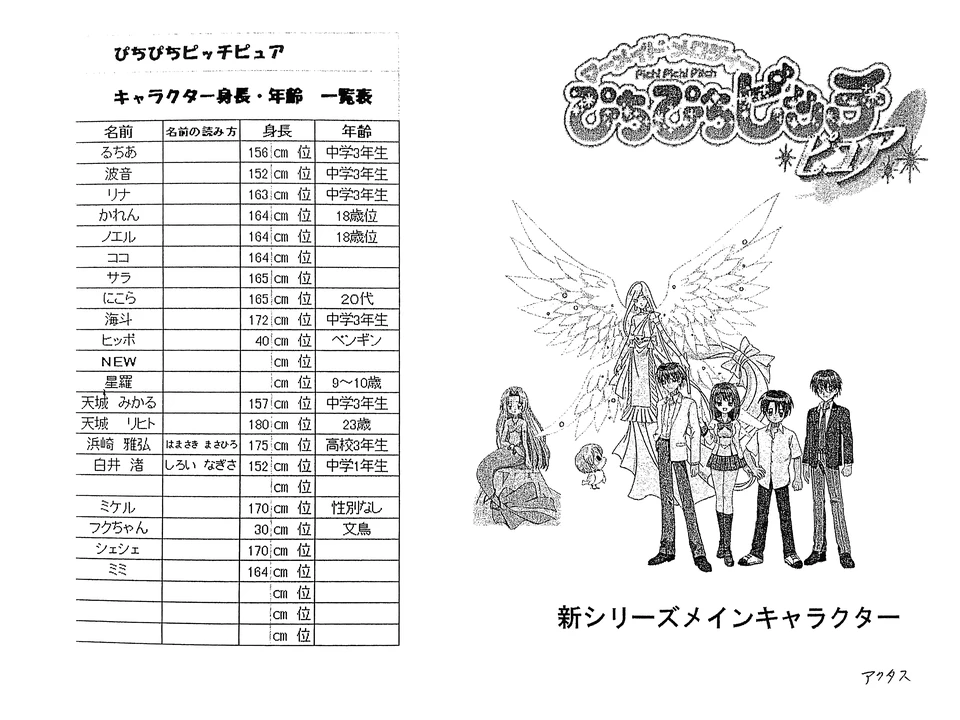 ぴちぴちピッチピュア
キャラクター身長・年齢 一覧表
名前 名前の読み方 身長 年齢
るちあ 156 cm 位 中学3年生
波音 152 cm 位 中学3年生
リナ 163 cm 位 中学3年生
かれん 164 cm 位 18歳位
ノエル 164 cm 位 18歳位
ココ 164 cm 位
サラ 165 cm 位
にこら 165 cm 位 20代
海斗 172 cm 位 中学3年生
ヒッポ 40 cm 位 ペンギン
NEW cm 位
星羅 cm 位 9〜10歳
天城 みかる 157 cm 位 中学3年生
天城 リヒト 180 cm 位 23歳
浜崎 雅弘 はまさき まさひろ 175 cm 位 高校3年生
白井 渚 しろい なぎさ 152 cm 位 中学1年生
cm 位
ミケル 170 cm 位 性別なし
フクちゃん 30 cm 位 文鳥
シェシェ 170 cm 位
ミミ 164 cm 位
cm 位
cm 位
cm 位
マーメイドメロディー
Pichi Pichi Pitch
ぴちぴちピッチ
ピュア
新シリーズメインキャラクター
アクタス